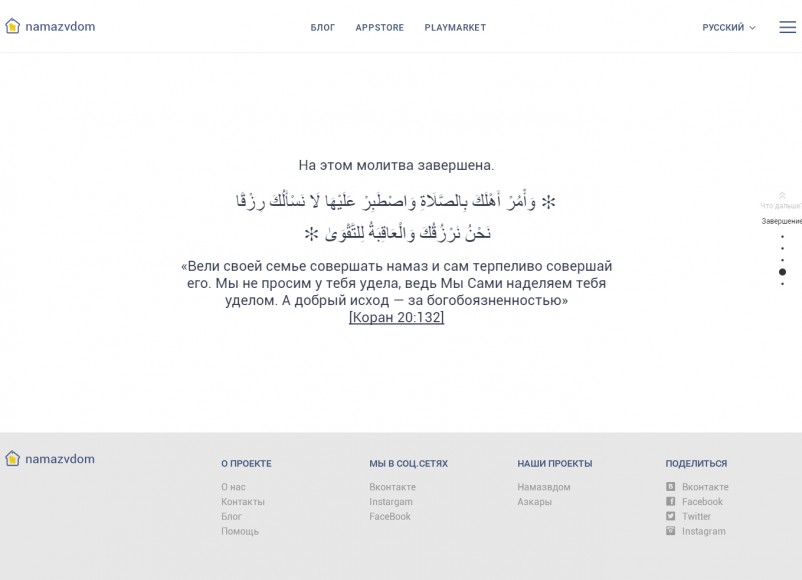 namazvdom
БЛОГ
APPSTORE
PLAYMARKET
РУССКИЙ
На этом молитва завершена.
✻ وَأْمُرْ أَهْلَكَ بِالصَّلَاةِ وَاصْطَبِرْ عَلَيْهَا لَا نَسْأَلُكَ رِزْقًا
نَحْنُ نَرْزُقُكَ وَالْعَاقِبَةُ لِلتَّقْوَىٰ ✻
«Вели своей семье совершать намаз и сам терпеливо совершай
его. Мы не просим у тебя удела, ведь Мы Сами наделяем тебя
уделом. А добрый исход — за богобоязненностью»
[Коран 20:132]
Что дальше?
Завершение
namazvdom
О ПРОЕКТЕ
О нас
Контакты
Блог
Помощь
МЫ В СОЦ.СЕТЯХ
Вконтакте
Instargam
FaceBook
НАШИ ПРОЕКТЫ
Намазвдом
Азкары
ПОДЕЛИТЬСЯ
Вконтакте
Facebook
Twitter
Instagram